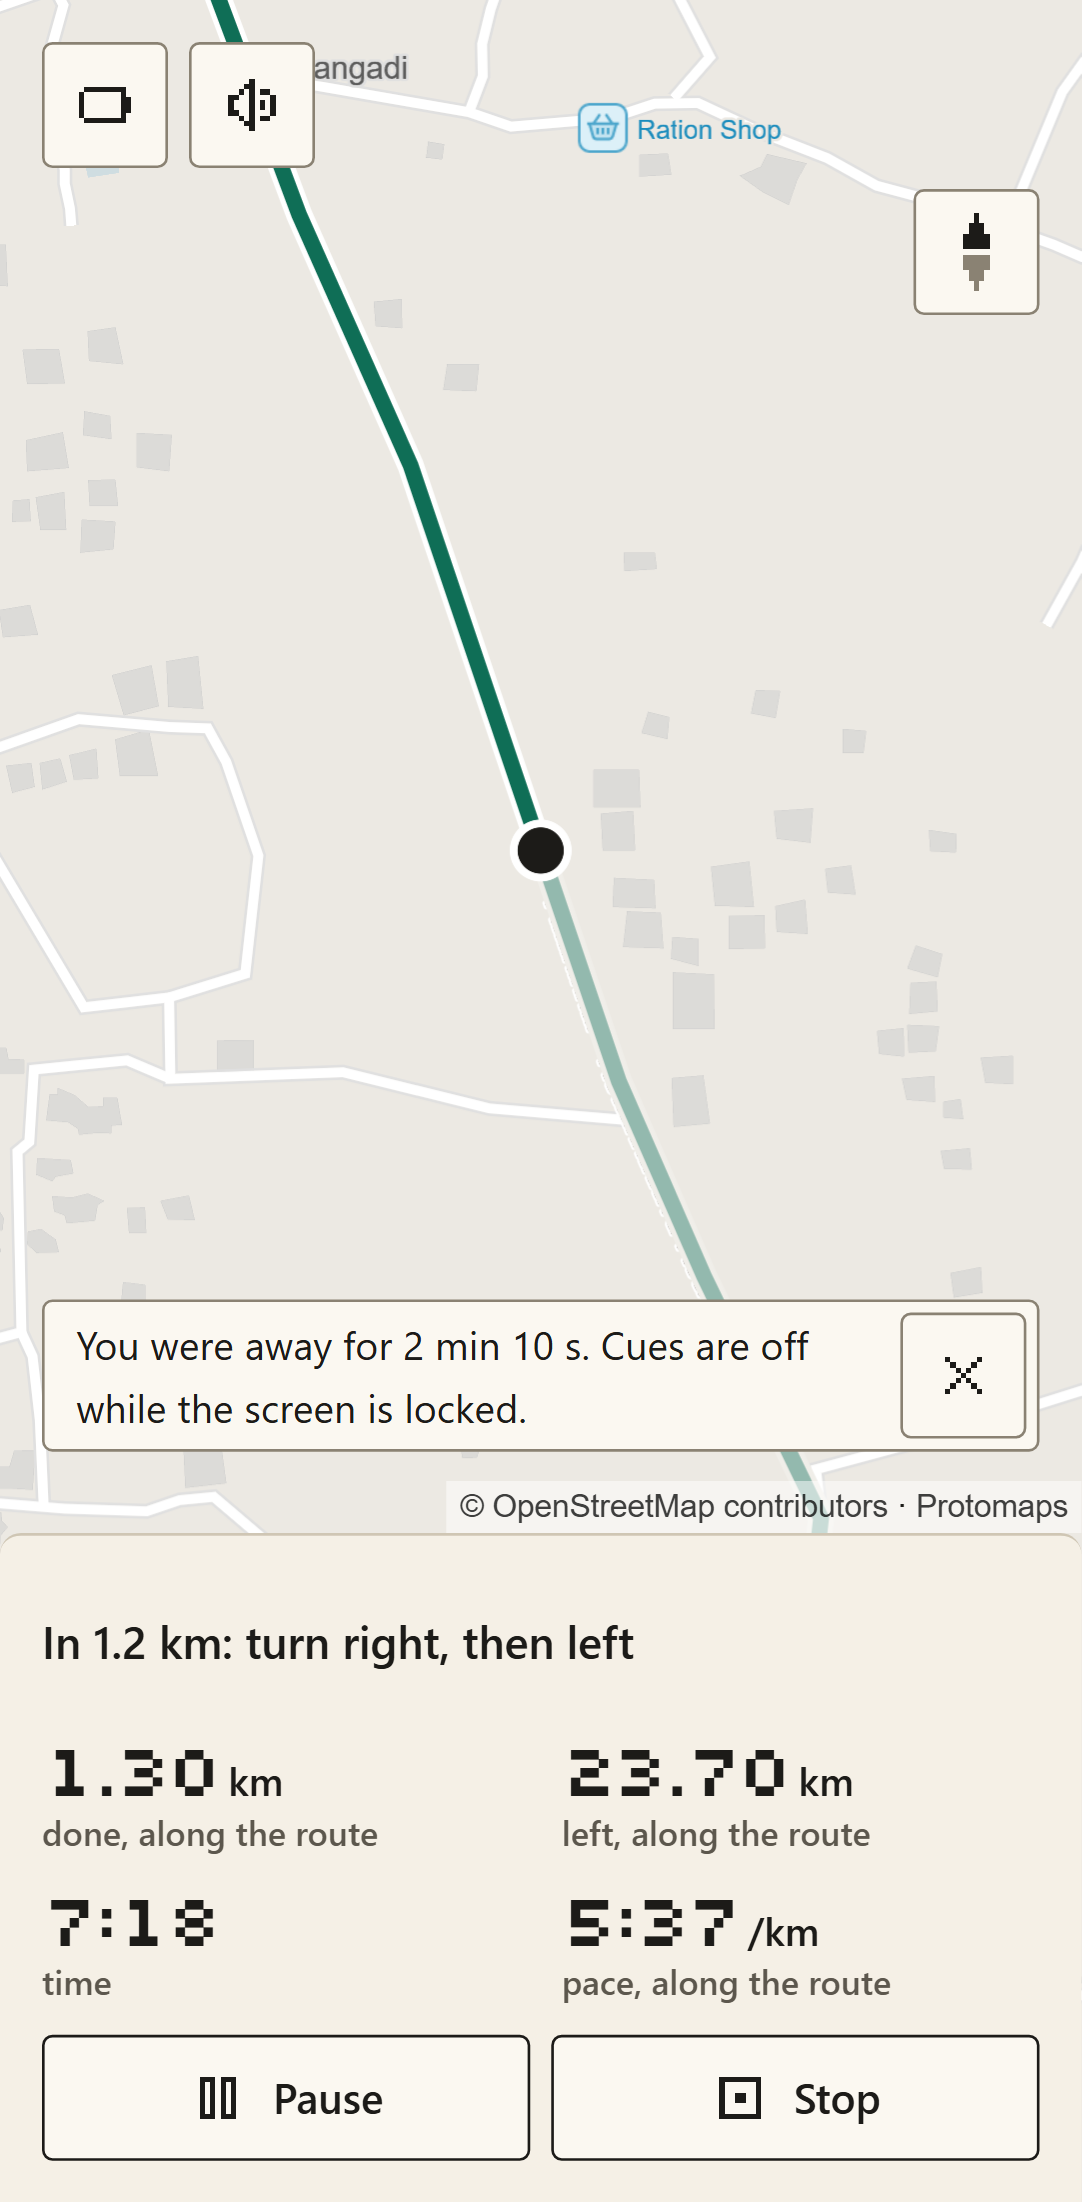 angadi
Ration Shop
You were away for 2 min 10 s. Cues are off
while the screen is locked.
© OpenStreetMap contributors · Protomaps
In 1.2 km: turn right, then left
1.30 km
done, along the route
23.70 km
left, along the route
7:18
time
5:37 /km
pace, along the route
Pause
Stop